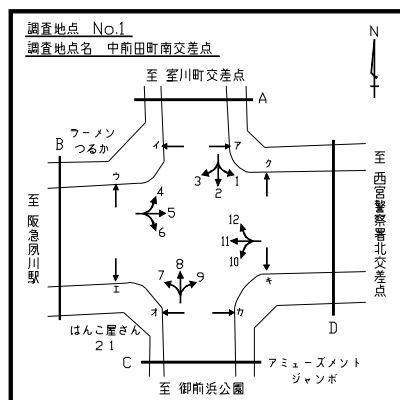 調査地点 No.1
調査地点名 中前田町南交差点
N
至 室川町交差点
A
B
ラーメン
つるか
イ
ア
ク
ウ
3
2
1
4
5
6
至 阪急夙川駅
至 西宮警察署北交差点
12
11
10
7
8
9
エ
キ
オ
カ
はんこ屋さん
21
D
C
アミューズメント
ジャンボ
至 御前浜公園